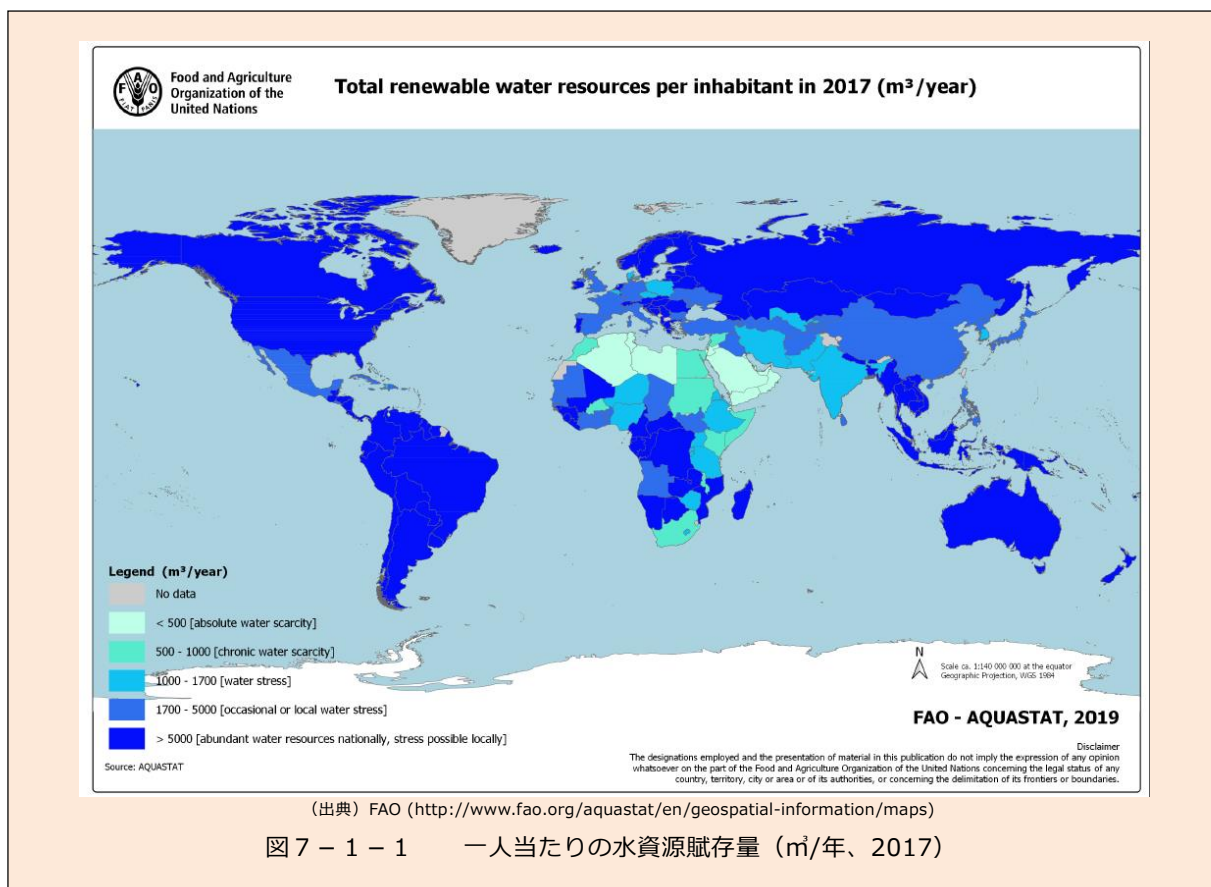 F A O
FIAT PANIS
Food and Agriculture
Organization of the
United Nations
Total renewable water resources per inhabitant in 2017 (m³/year)
Legend (m³/year)
No data
< 500 [absolute water scarcity]
500 - 1000 [chronic water scarcity]
1000 - 1700 [water stress]
1700 - 5000 [occasional or local water stress]
> 5000 [abundant water resources nationally, stress possible locally]
Source: AQUASTAT
N
Scale ca. 1:140 000 000 at the equator
Geographic Projection, WGS 1984
FAO - AQUASTAT, 2019
Disclaimer
The designations employed and the presentation of material in this publication do not imply the expression of any opinion
whatsoever on the part of the Food and Agriculture Organization of the United Nations concerning the legal status of any
country, territory, city or area or of its authorities, or concerning the delimitation of its frontiers or boundaries.
（出典）FAO (http://www.fao.org/aquastat/en/geospatial-information/maps)
図７－１－１　　一人当たりの水資源賦存量（㎥/年、2017）